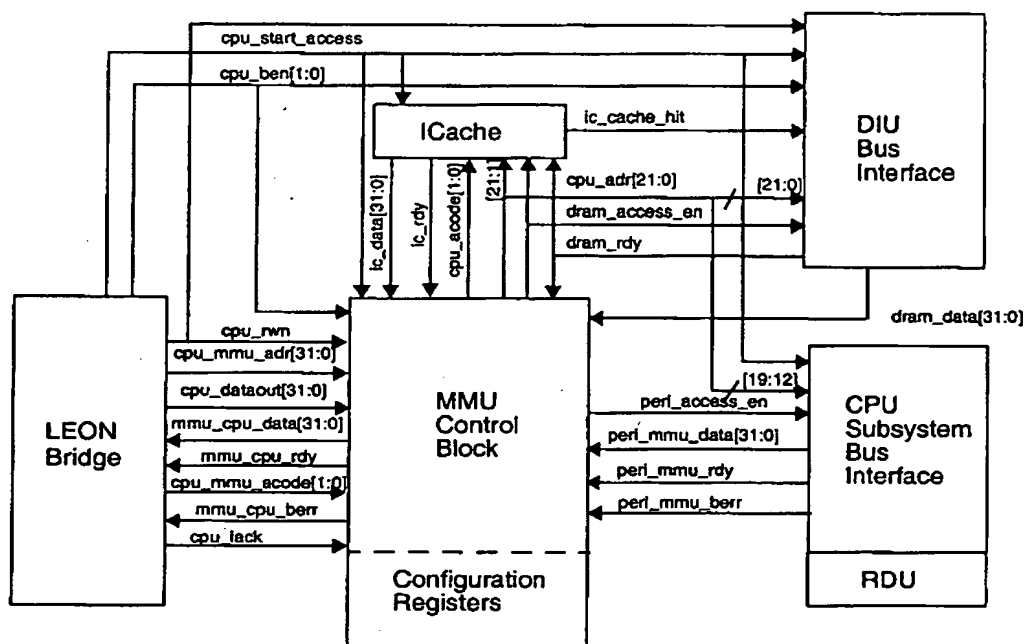 cpu_start_access
cpu_ben[1:0]
ICache
ic_cache_hit
DIU
Bus
Interface
ic_data[31:0]
ic_rdy
cpu_acode[1:0]
[21:1]
cpu_adr[21:0]
[21:0]
dram_access_en
dram_rdy
dram_data[31:0]
LEON
Bridge
cpu_rwn
cpu_mmu_adr[31:0]
cpu_dataout[31:0]
mmu_cpu_data[31:0]
mmu_cpu_rdy
cpu_mmu_acode[1:0]
mmu_cpu_berr
cpu_iack
MMU
Control
Block
Configuration
Registers
[19:12]
peri_access_en
peri_mmu_data[31:0]
peri_mmu_rdy
peri_mmu_berr
CPU
Subsystem
Bus
Interface
RDU